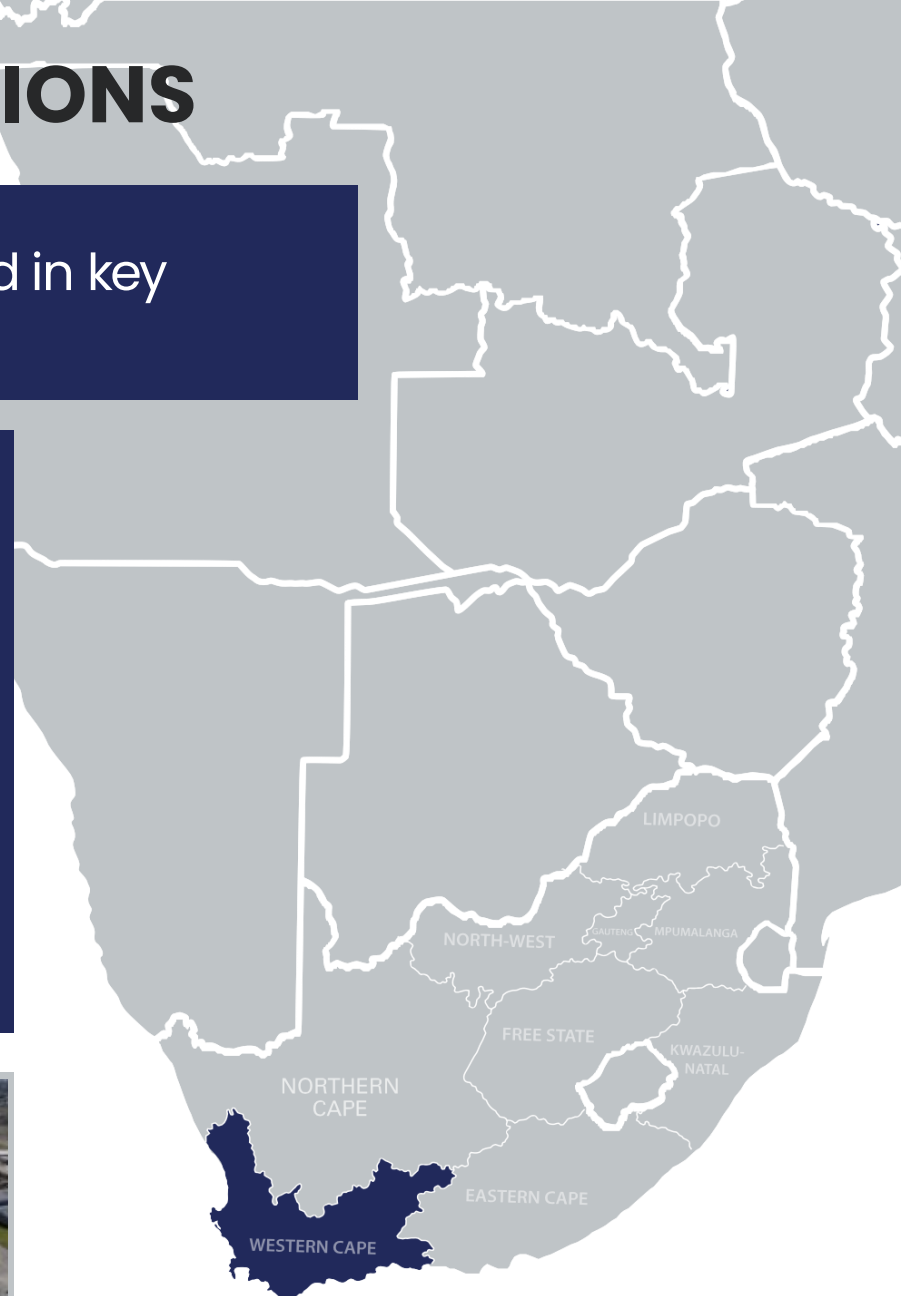 IONS
d in key
LIMPOPO
NORTH-WEST
GAUTENG
MPUMALANGA
FREE STATE
KWAZULU-
NATAL
NORTHERN
CAPE
EASTERN CAPE
WESTERN CAPE